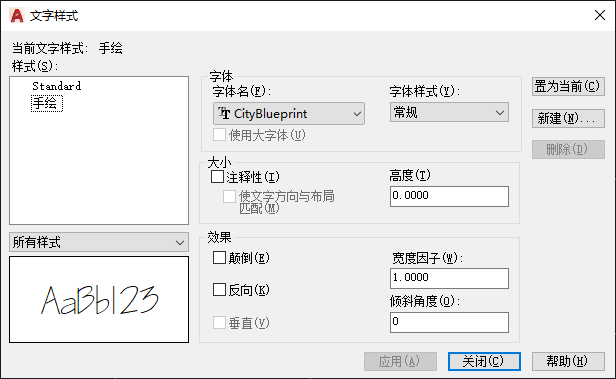 文字样式
当前文字样式: 手绘
样式(S):
Standard
手绘
所有样式
AaBb123
字体
字体名(F):
CityBlueprint
使用大字体(U)
字体样式(Y):
常规
大小
注释性(I)
使文字方向与布局
匹配(M)
高度(T)
0.0000
效果
颠倒(E)
反向(K)
垂直(V)
宽度因子(W):
1.0000
倾斜角度(O):
0
置为当前(C)
新建(N)...
删除(D)
应用(A)
关闭(C)
帮助(H)